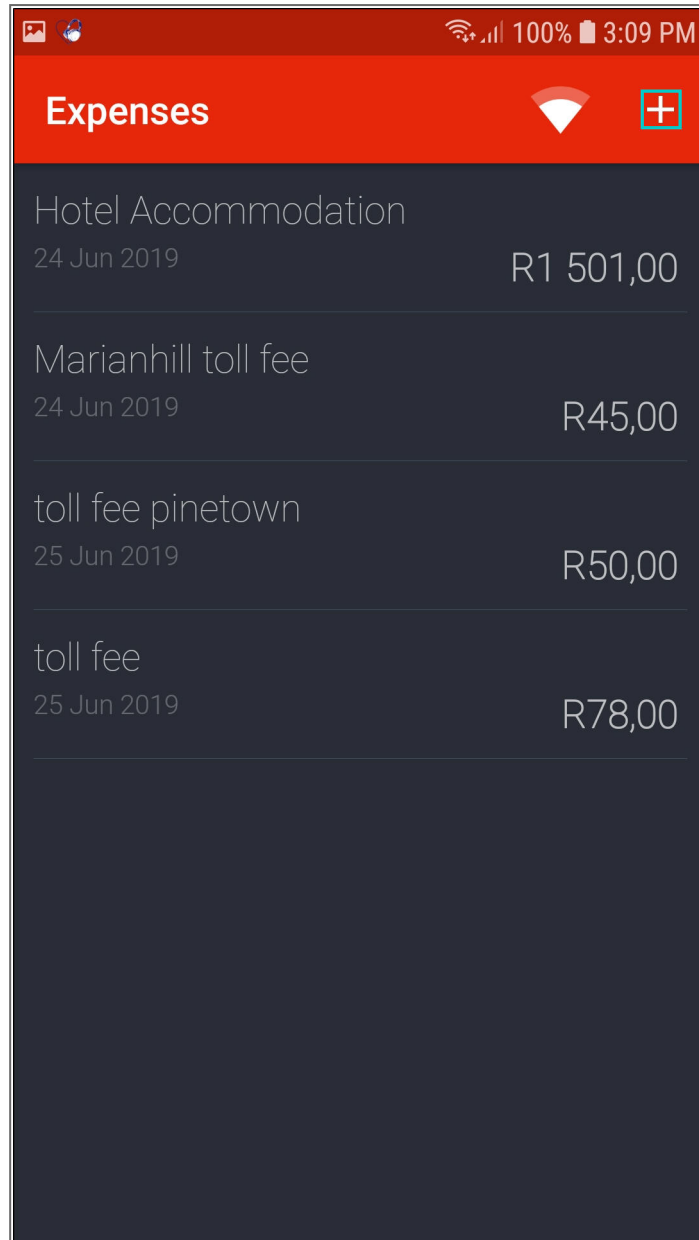 100% 3:09 PM
Expenses
Hotel Accommodation
24 Jun 2019
R1 501,00
Marianhill toll fee
24 Jun 2019
R45,00
toll fee pinetown
25 Jun 2019
R50,00
toll fee
25 Jun 2019
R78,00